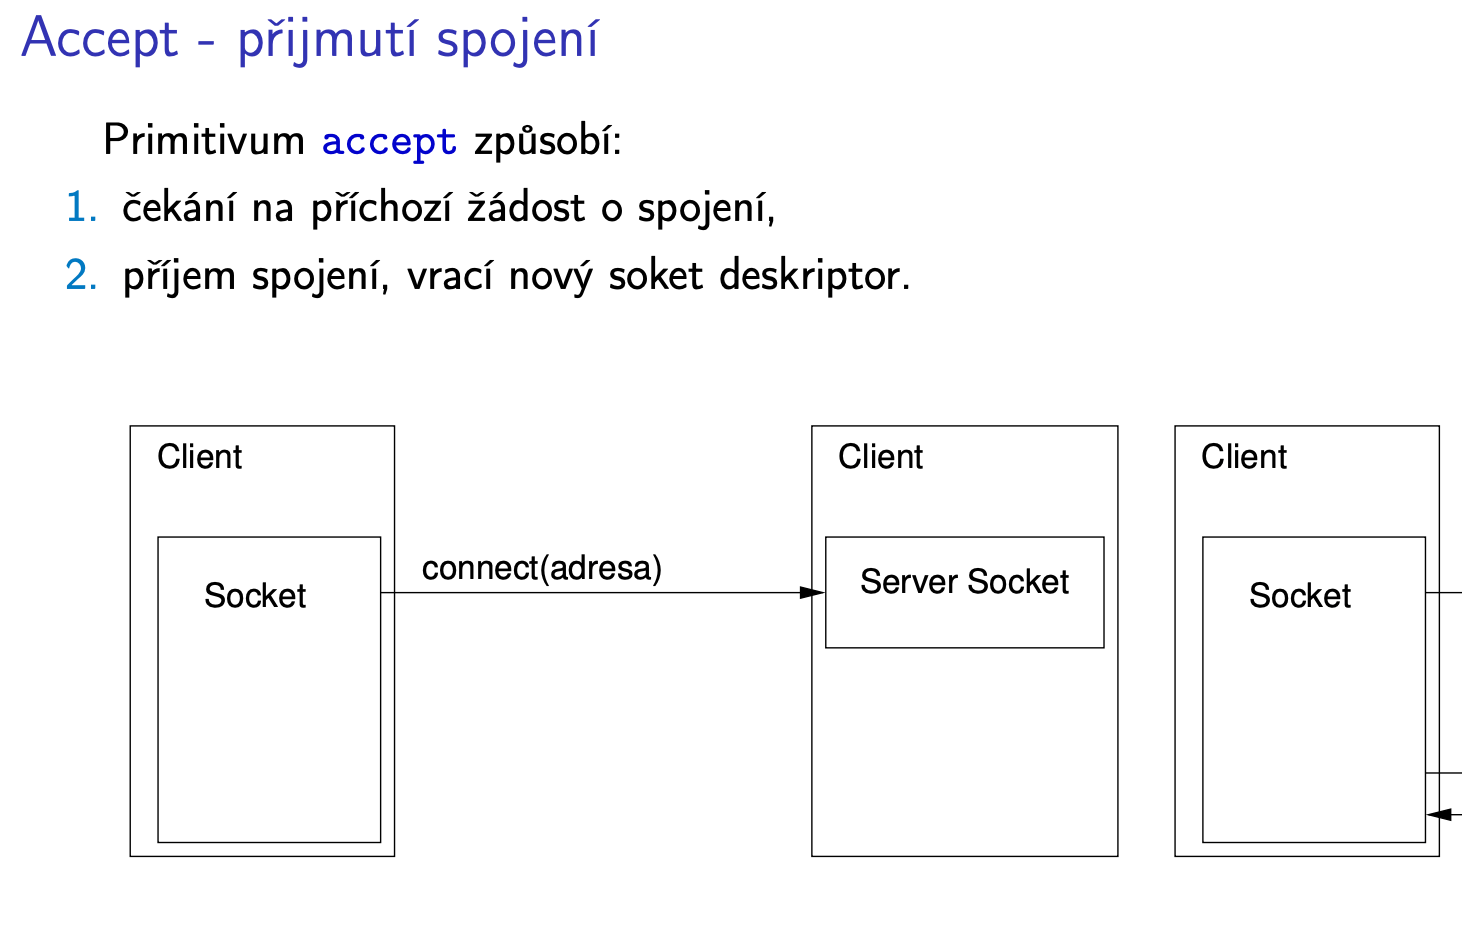 Accept - přijmutí spojení
Primitivum accept způsobí:
1. čekání na příchozí žádost o spojení,
2. příjem spojení, vrací nový soket deskriptor.
Client
Socket
connect(adresa)
Client
Server Socket
Client
Socket